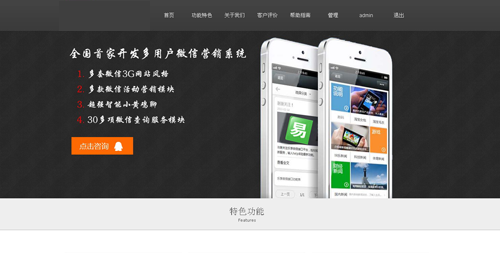 首页 功能特色 关于我们 客户评价 帮助指南 管理 admin 退出
全国首家开发多用户微信营销系统
1 多套微信3G网站风格
2 多款微信活动营销模块
3 超强智能小黄鸡聊
4 30多项微信查询服务模块
点击咨询
易
特色功能
Features